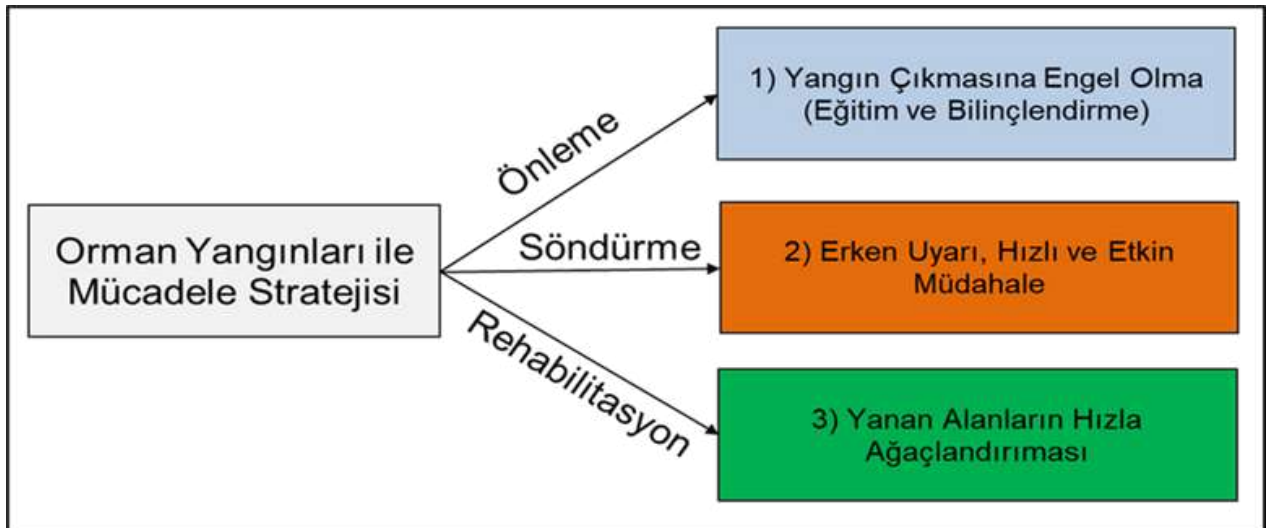 Orman Yangınları ile
Mücadele Stratejisi
Önleme
1) Yangın Çıkmasına Engel Olma
(Eğitim ve Bilinçlendirme)
Söndürme
2) Erken Uyarı, Hızlı ve Etkin
Müdahale
Rehabilitasyon
3) Yanan Alanların Hızla
Ağaçlandırıması